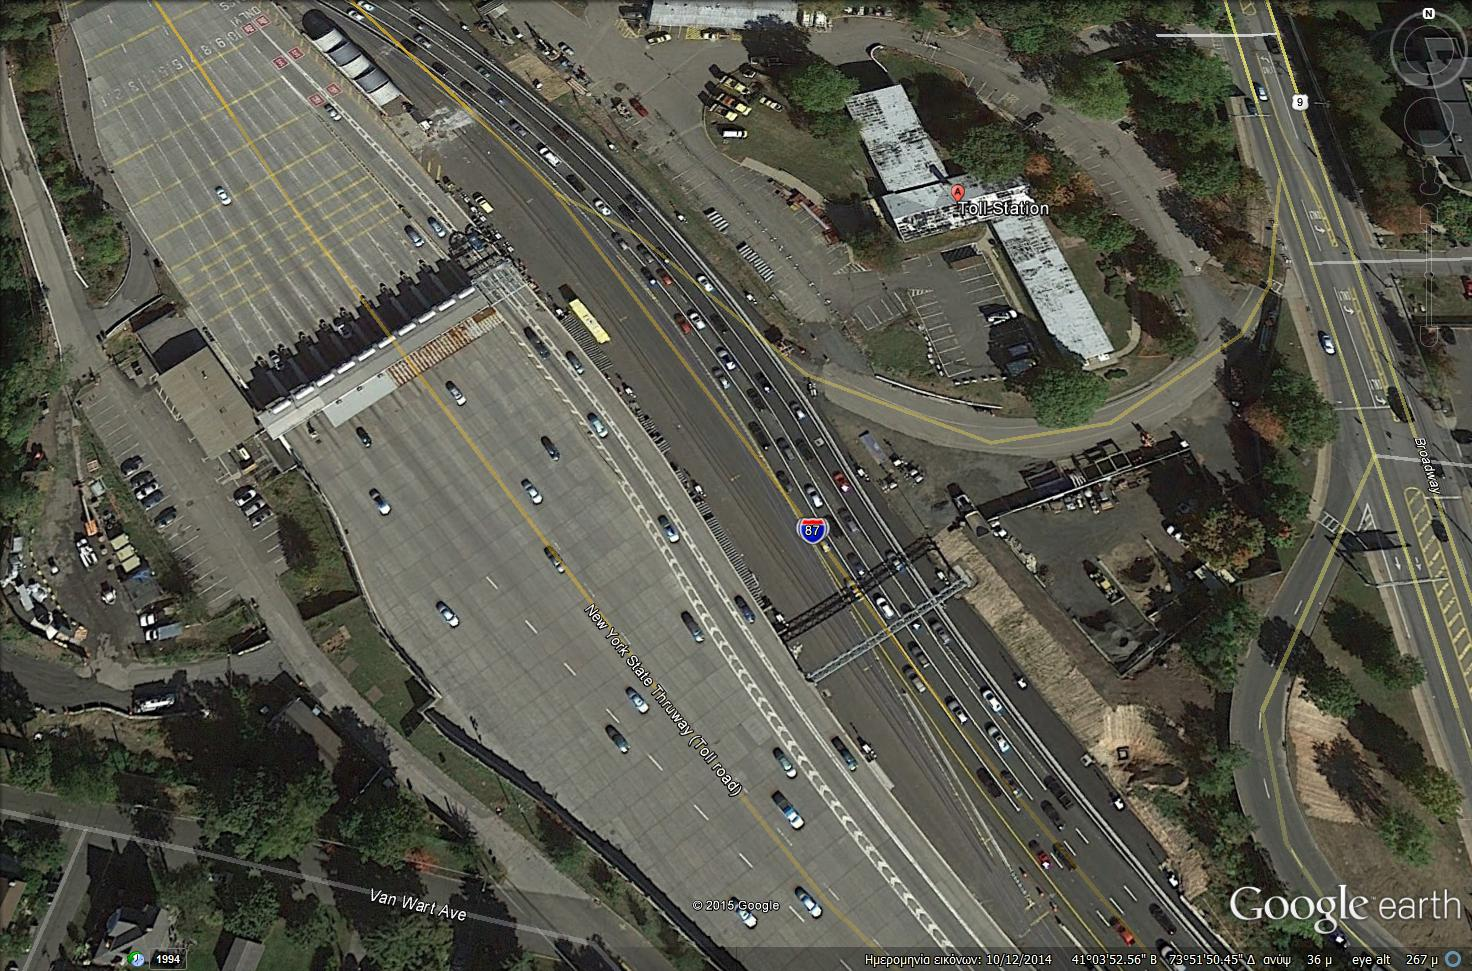 N
9
A
Toll Station
Broadway
87
New York State Thruway (Toll road)
Van Wart Ave
© 2015 Google
Google earth
1994
Ημερομηνία εικόνων: 10/12/2014 41°03'52.56" Β 73°51'50.45" Δ ανύψ 36 μ eye alt 267 μ